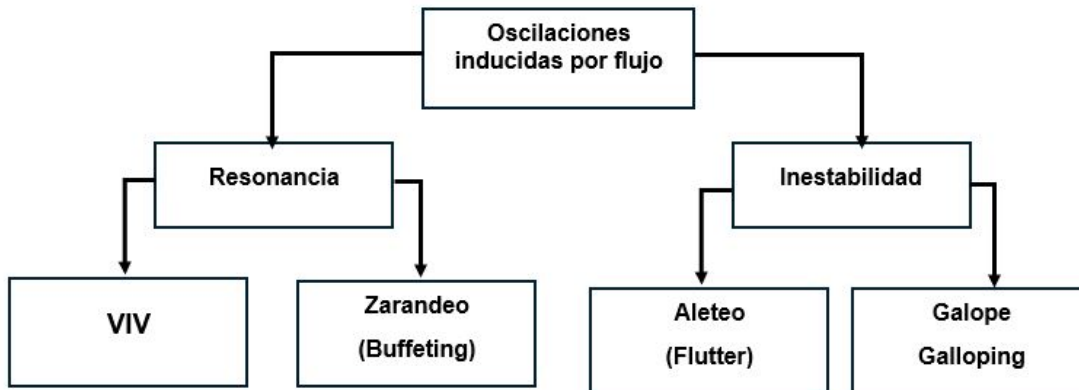 Oscilaciones
inducidas por flujo
Resonancia
Inestabilidad
VIV
Zarandeo
(Buffeting)
Aleteo
(Flutter)
Galope
Galloping